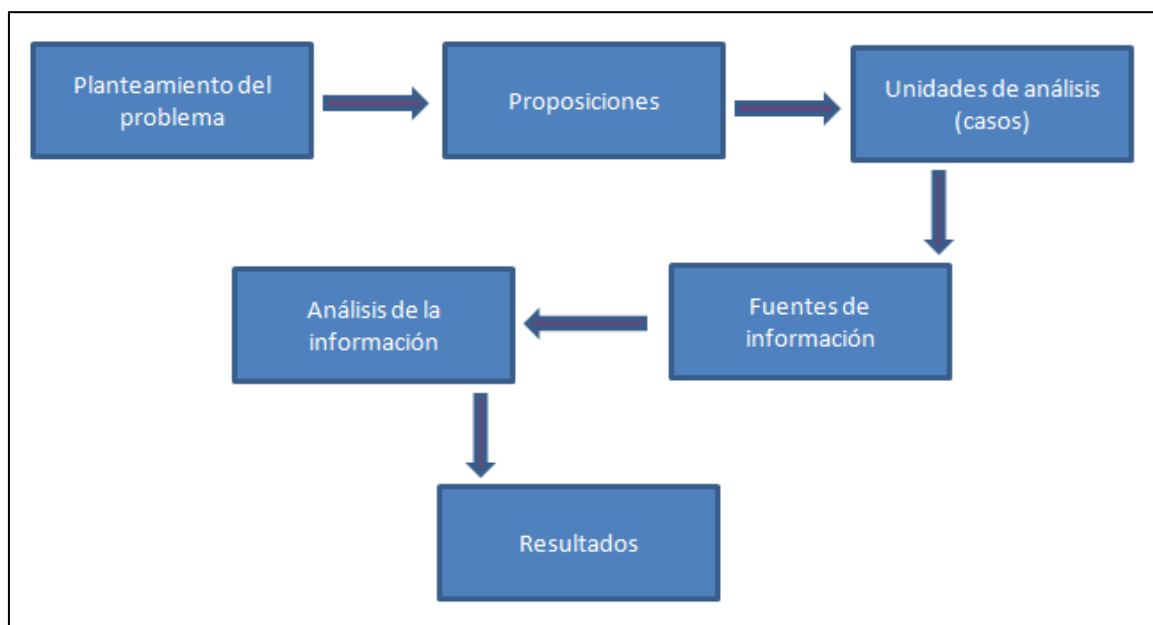 Planteamiento del
problema
Proposiciones
Unidades de análisis
(casos)
Fuentes de
información
Análisis de la
información
Resultados